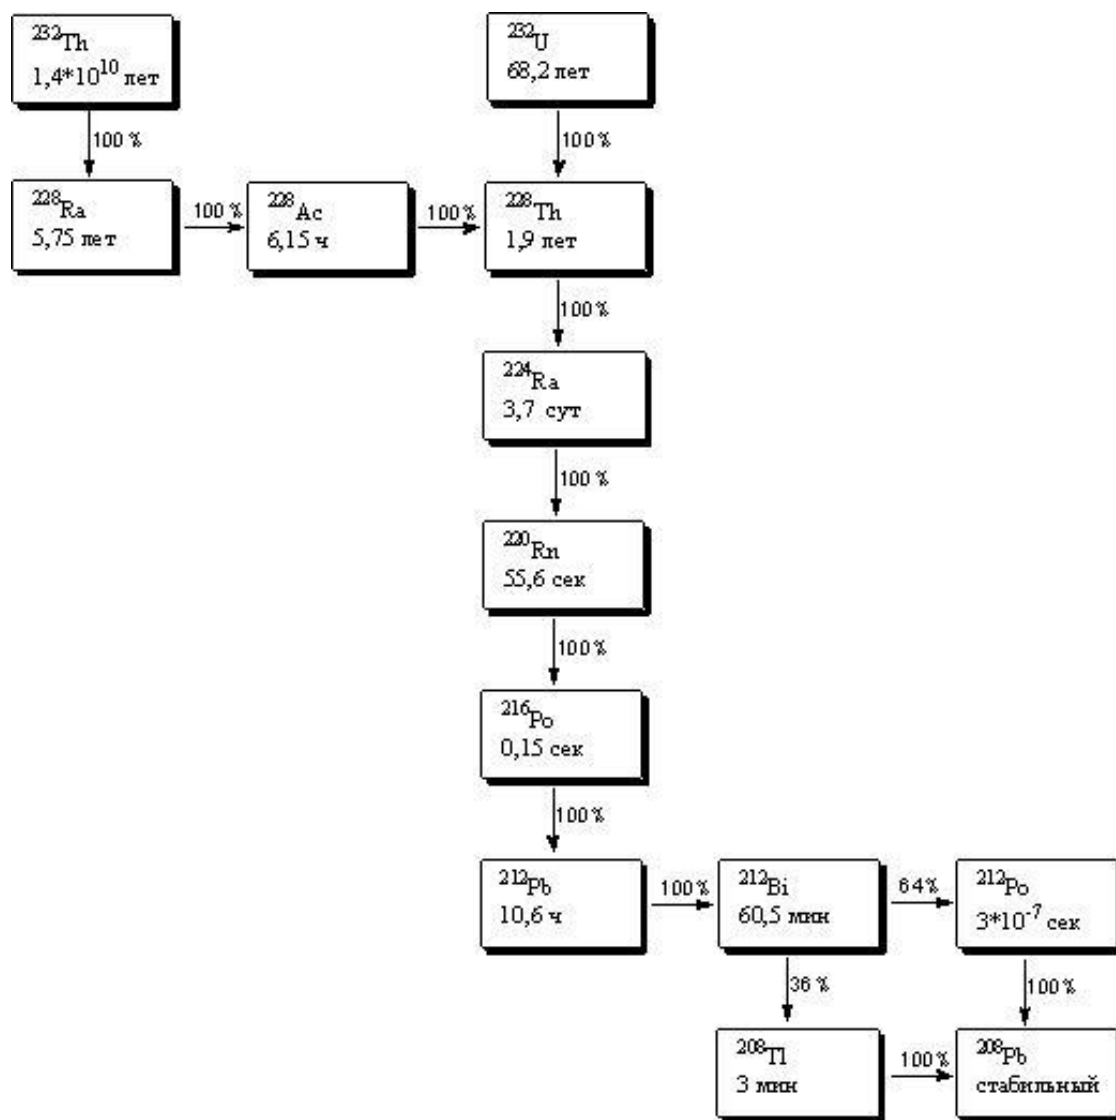 ²³²Th
1,4*10¹⁰ лет
²³²U
68,2 лет
100 %
100 %
²²⁸Ra
5,75 лет
100 %
²²⁸Ac
6,15 ч
100 %
²²⁸Th
1,9 лет
100 %
²²⁴Ra
3,7 сут
100 %
²²⁰Rn
55,6 сек
100 %
²¹⁶Po
0,15 сек
100 %
²¹²Pb
10,6 ч
100 %
²¹²Bi
60,5 мин
64%
²¹²Po
3*10⁻⁷ сек
36 %
100 %
²⁰⁸Tl
3 мин
100 %
²⁰⁸Pb
стабильный